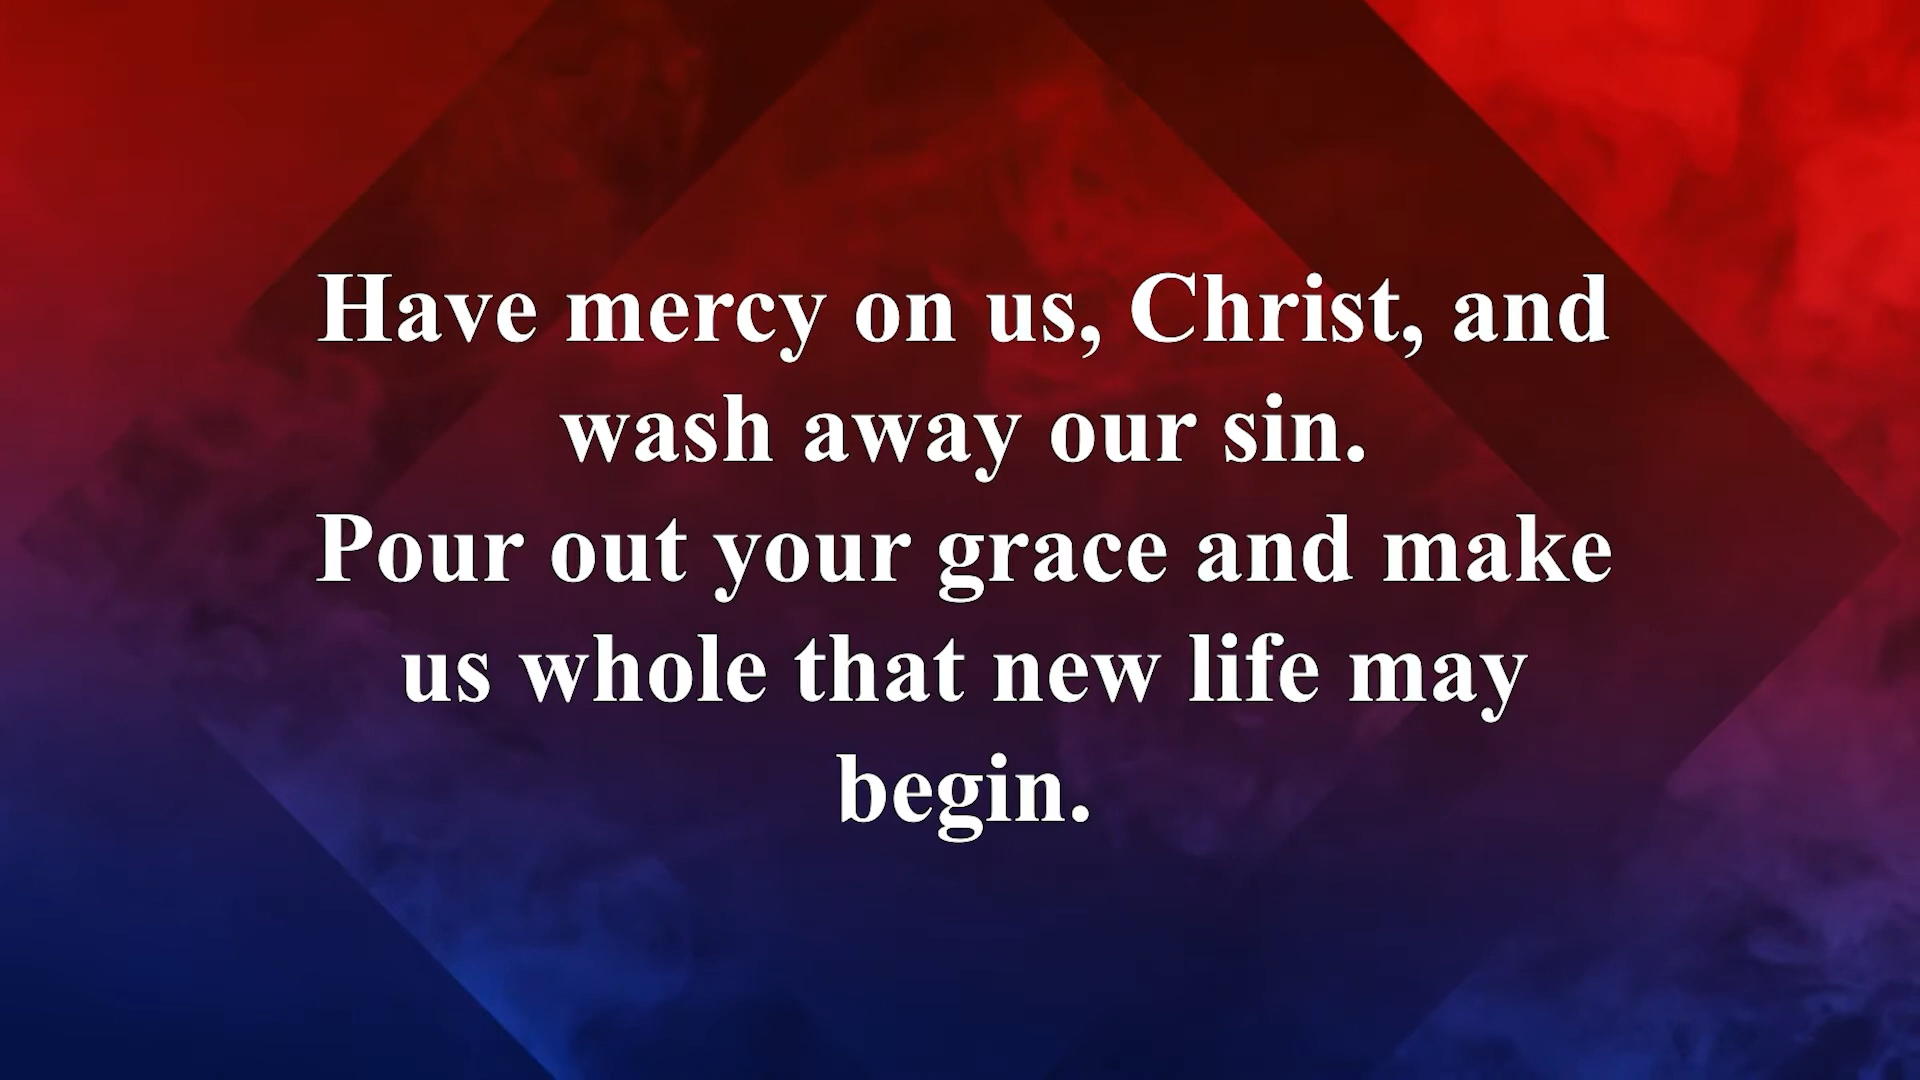 Have mercy on us, Christ, and
wash away our sin.
Pour out your grace and make
us whole that new life may
begin.